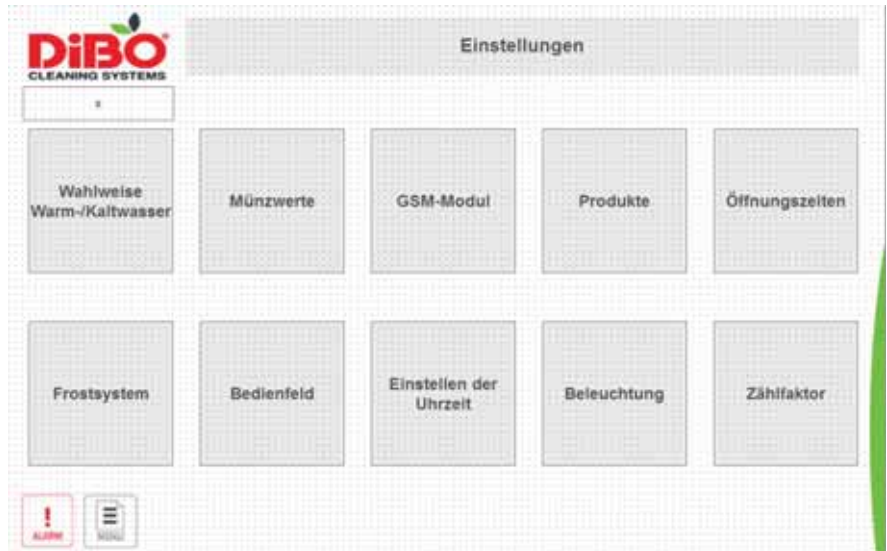 DiBO
CLEANING SYSTEMS
Einstellungen
Wahlweise
Warm-/Kaltwasser
Münzwerte
GSM-Modul
Produkte
Öffnungszeiten
Frostsystem
Bedienfeld
Einstellen der
Uhrzeit
Beleuchtung
Zählfaktor
ALARM
MENU